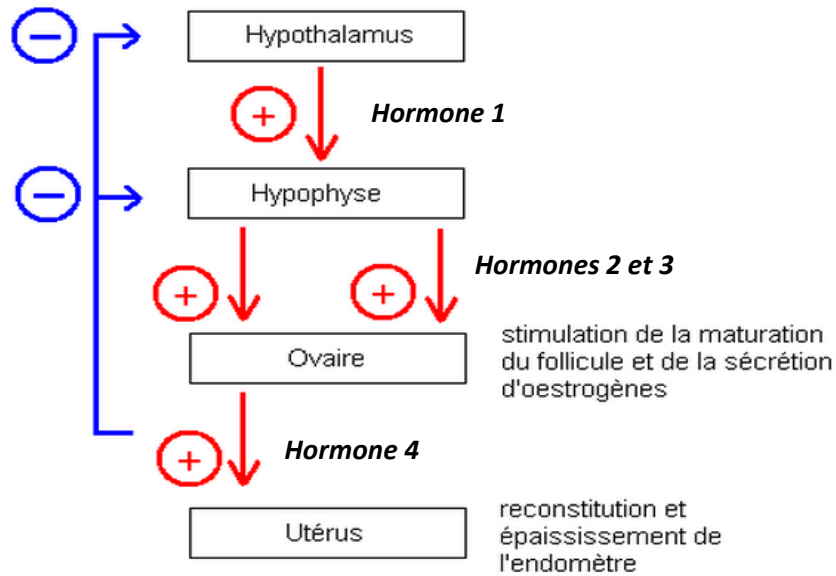 Hypothalamus
Hormone 1
Hypophyse
Hormones 2 et 3
Ovaire
stimulation de la maturation
du follicule et de la sécrétion
d'oestrogènes
Hormone 4
Utérus
reconstitution et
épaississement de
l'endomètre